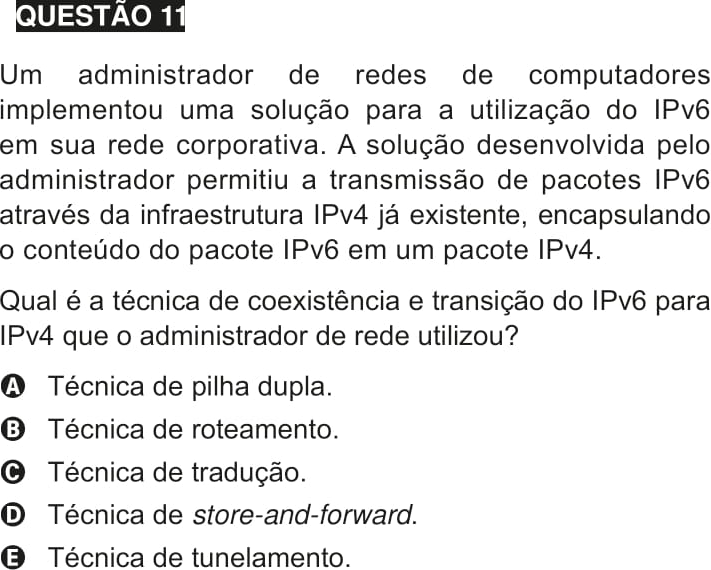 QUESTÃO 11
Um administrador de redes de computadores
implementou uma solução para a utilização do IPv6
em sua rede corporativa. A solução desenvolvida pelo
administrador permitiu a transmissão de pacotes IPv6
através da infraestrutura IPv4 já existente, encapsulando
o conteúdo do pacote IPv6 em um pacote IPv4.
Qual é a técnica de coexistência e transição do IPv6 para
IPv4 que o administrador de rede utilizou?
A Técnica de pilha dupla.
B Técnica de roteamento.
C Técnica de tradução.
D Técnica de store-and-forward.
E Técnica de tunelamento.